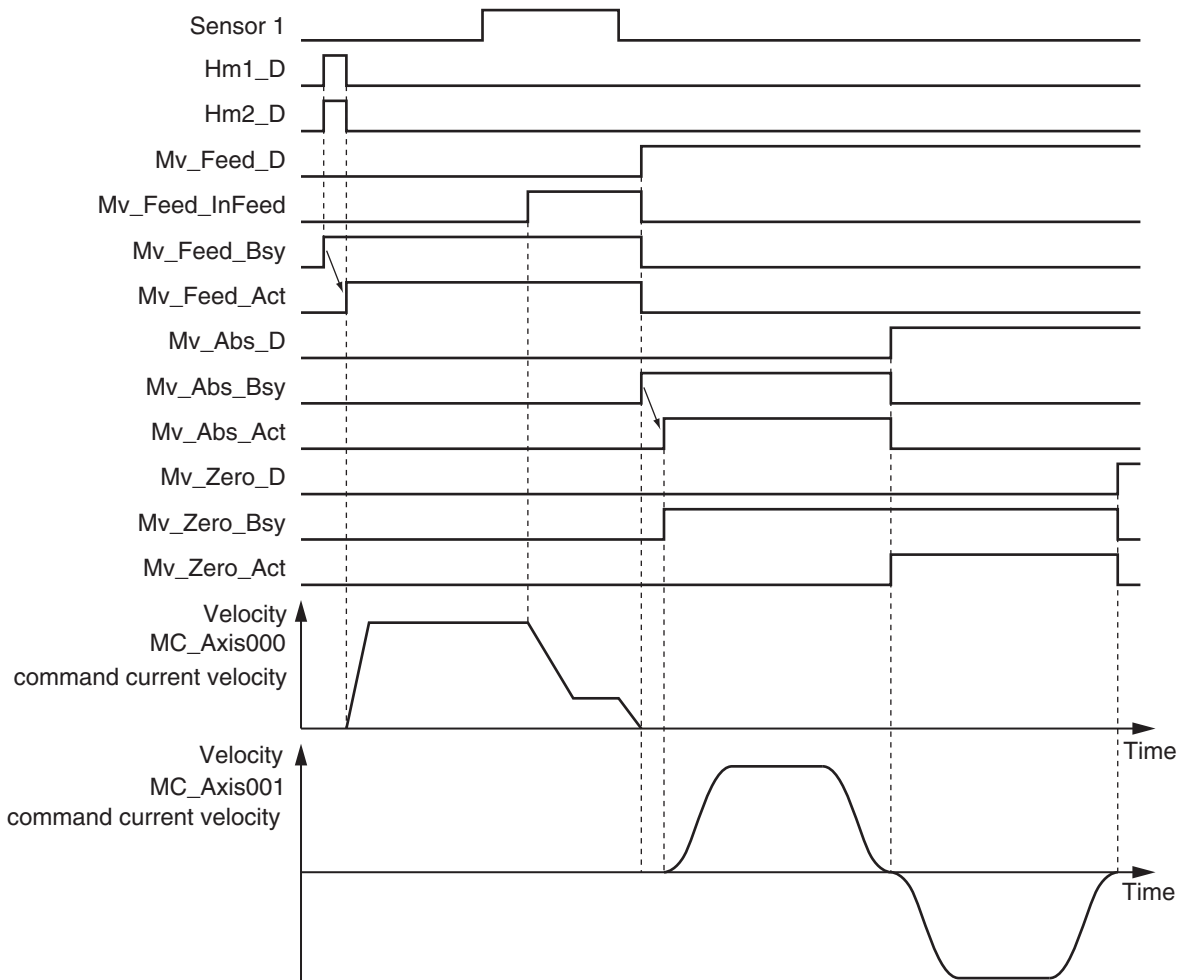 Sensor 1
Hm1_D
Hm2_D
Mv_Feed_D
Mv_Feed_InFeed
Mv_Feed_Bsy
Mv_Feed_Act
Mv_Abs_D
Mv_Abs_Bsy
Mv_Abs_Act
Mv_Zero_D
Mv_Zero_Bsy
Mv_Zero_Act
Velocity
MC_Axis000
command current velocity
Time
Velocity
MC_Axis001
command current velocity
Time